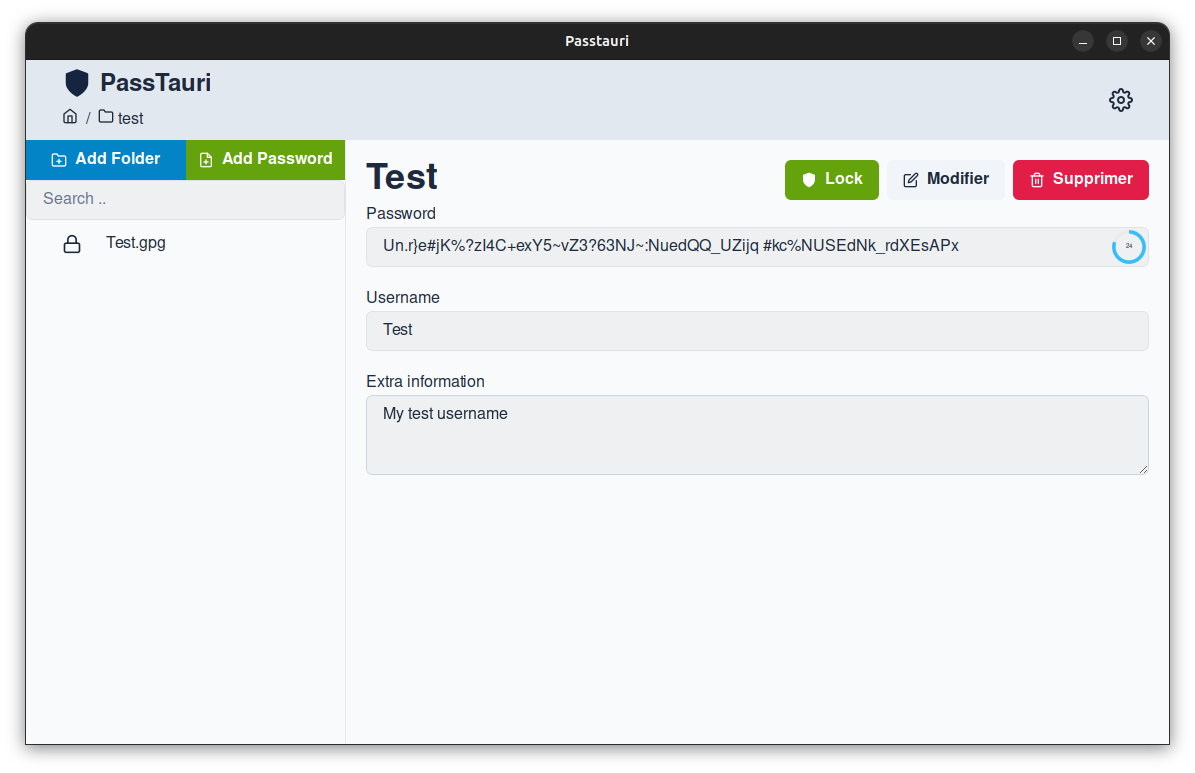 Passtauri
PassTauri
/ test
Add Folder
Add Password
Search ..
Test.gpg
Test
Lock
Modifier
Supprimer
Password
Un.r}e#jK%?zI4C+exY5~vZ3?63NJ~:NuedQQ_UZijq #kc%NUSEdNk_rdXEsAPx
24
Username
Test
Extra information
My test username